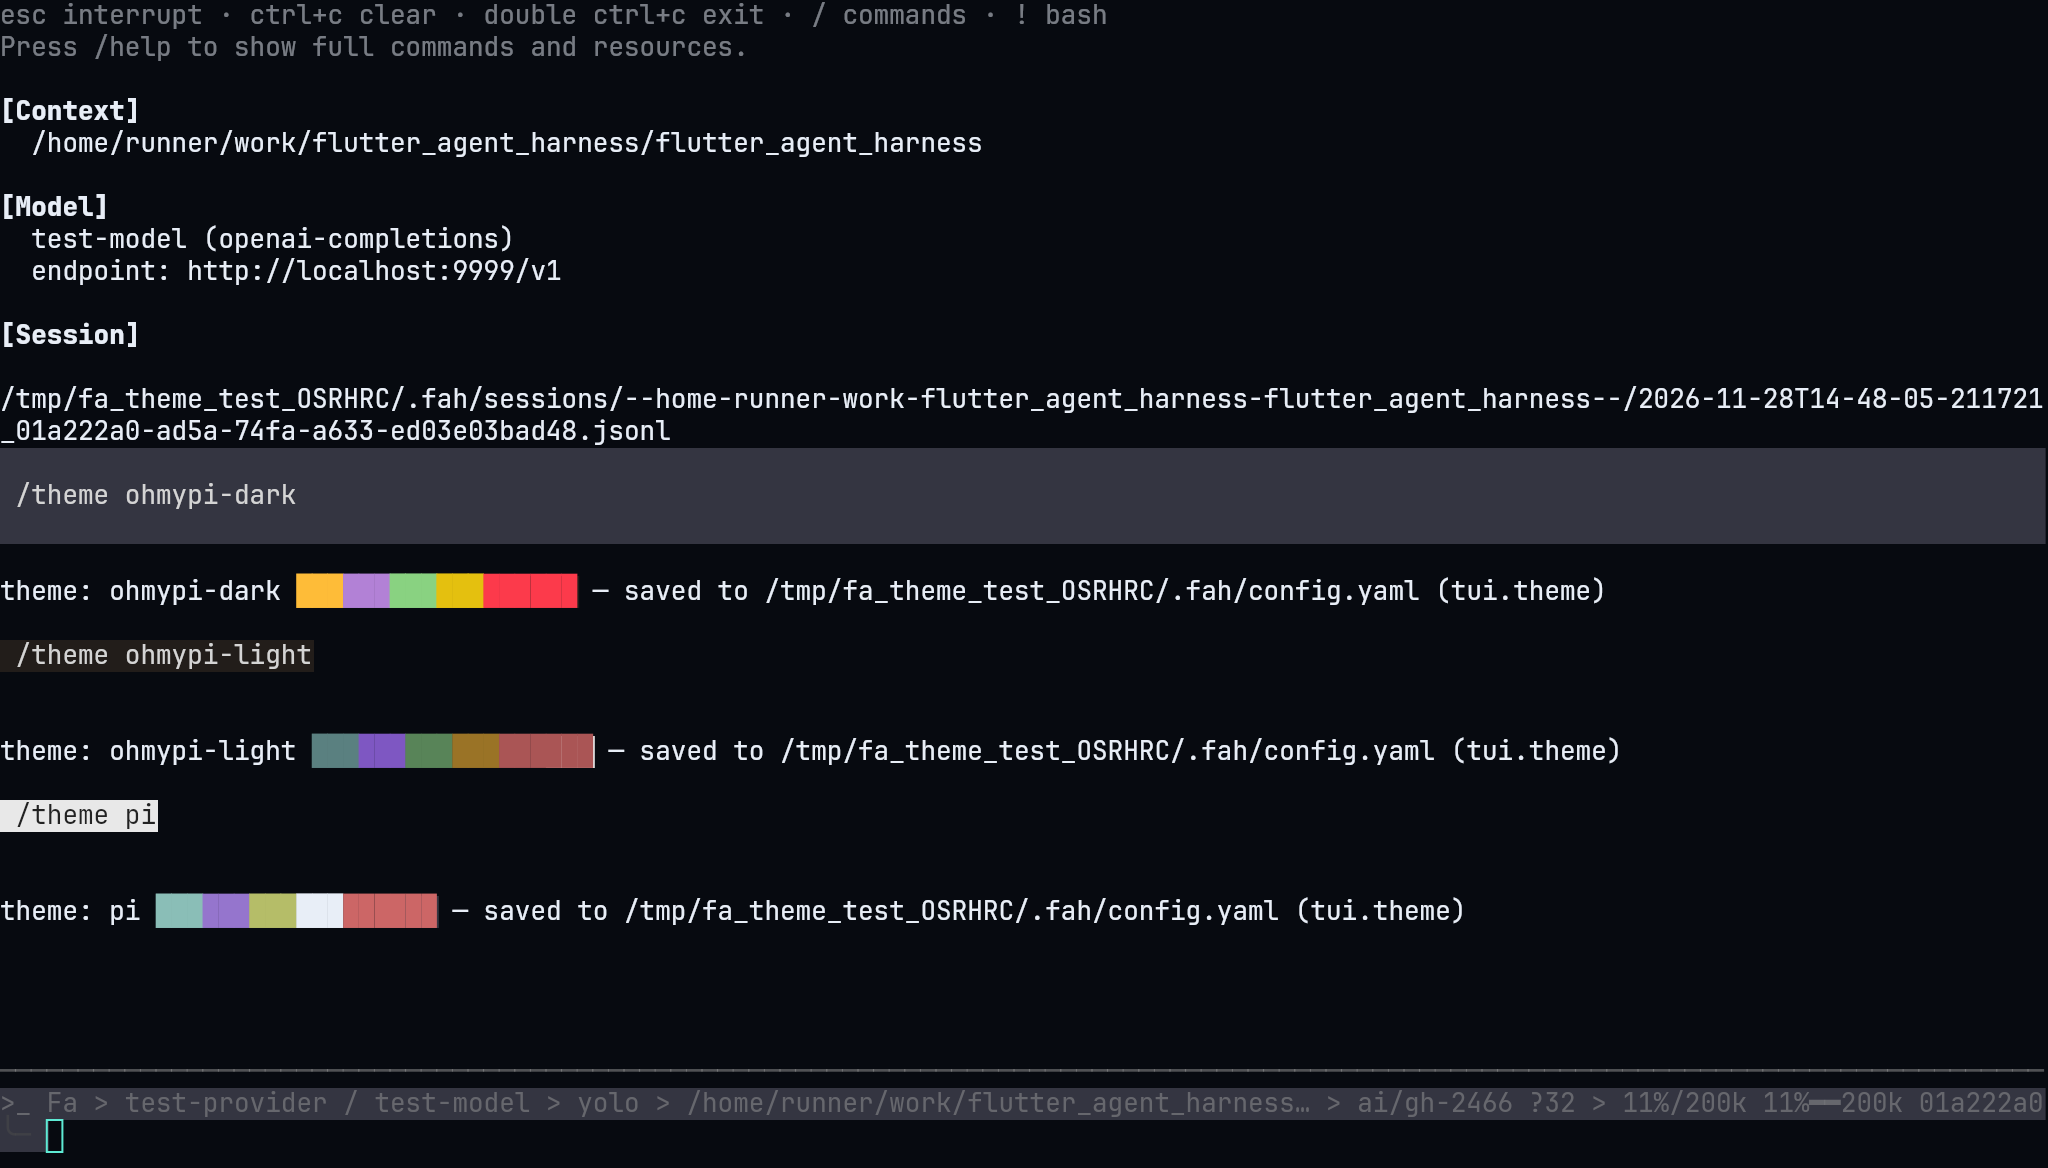 esc interrupt · ctrl+c clear · double ctrl+c exit · / commands · ! bash
Press /help to show full commands and resources.
[Context]
/home/runner/work/flutter_agent_harness/flutter_agent_harness
[Model]
test-model (openai-completions)
endpoint: http://localhost:9999/v1
[Session]
/tmp/fa_theme_test_OSRHRC/.fah/sessions/--home-runner-work-flutter_agent_harness-flutter_agent_harness--/2026-11-28T14-48-05-211721
_01a222a0-ad5a-74fa-a633-ed03e03bad48.jsonl
/theme ohmypi-dark
theme: ohmypi-dark — saved to /tmp/fa_theme_test_OSRHRC/.fah/config.yaml (tui.theme)
/theme ohmypi-light
theme: ohmypi-light — saved to /tmp/fa_theme_test_OSRHRC/.fah/config.yaml (tui.theme)
/theme pi
theme: pi — saved to /tmp/fa_theme_test_OSRHRC/.fah/config.yaml (tui.theme)
>_ Fa > test-provider / test-model > yolo > /home/runner/work/flutter_agent_harness… > ai/gh-2466 ?32 > 11%/200k 11%━━200k 01a222a0